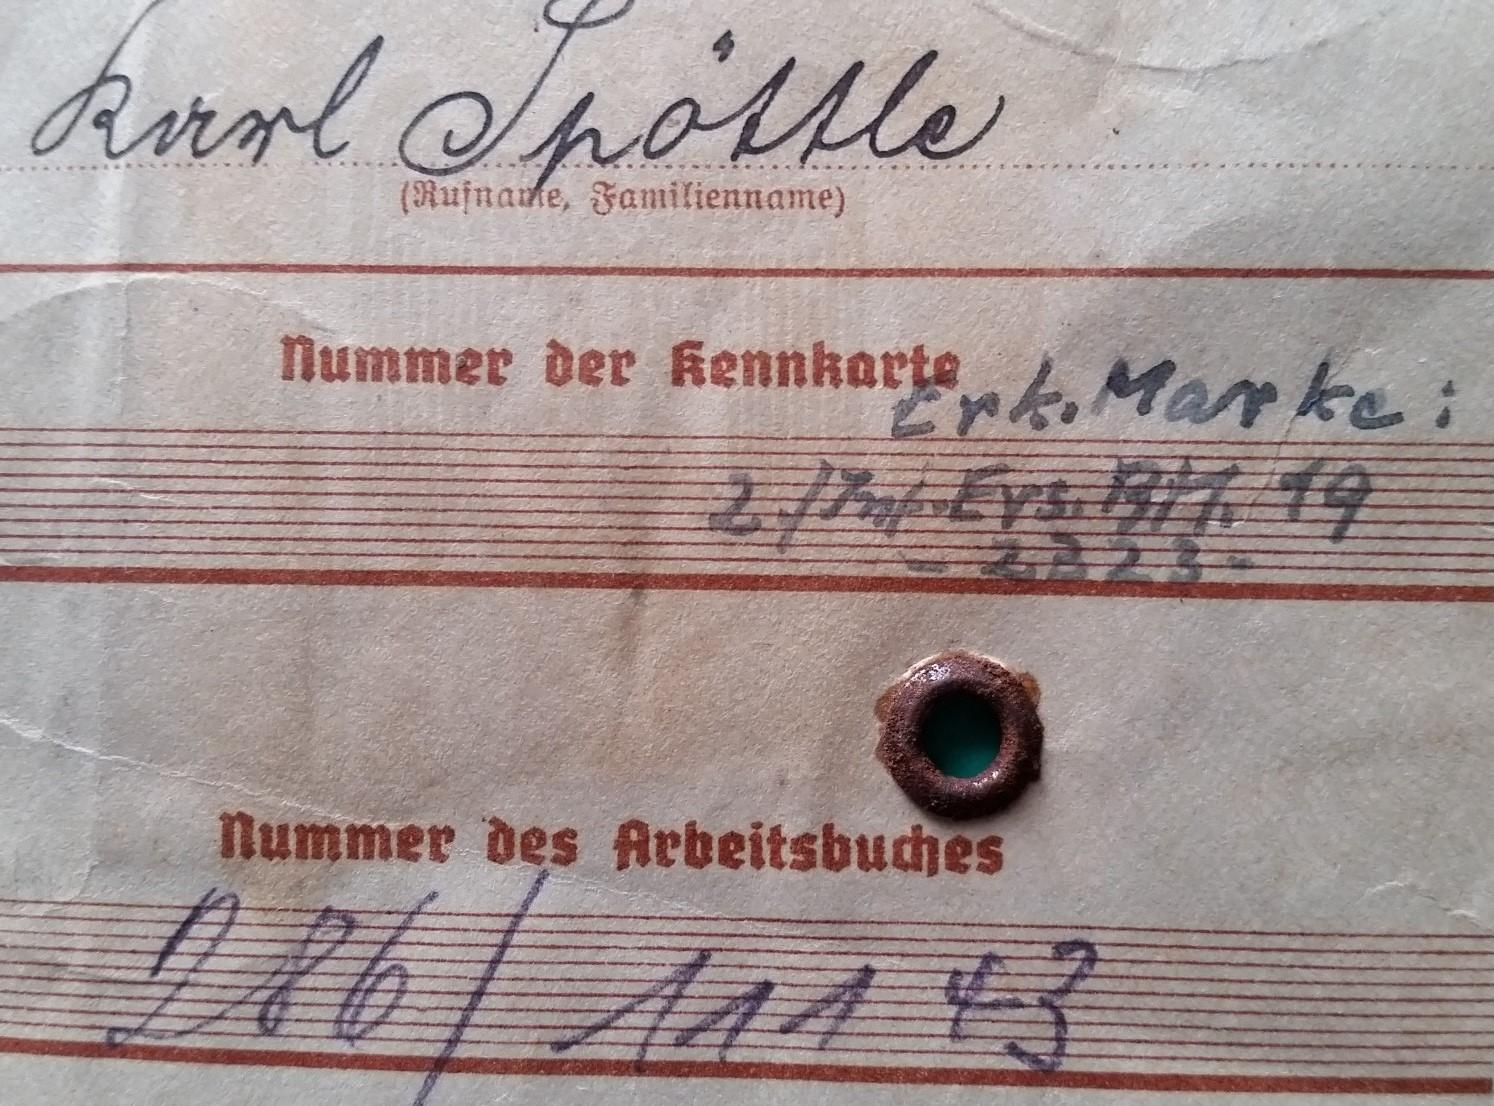 Karl Spöttle
(Rufname, Familienname)
Nummer der Kennkarte
Erk. Marke:
2./Inf. Ers. Btl. 19
- 2323 -
Nummer des Arbeitsbuches
286/11143